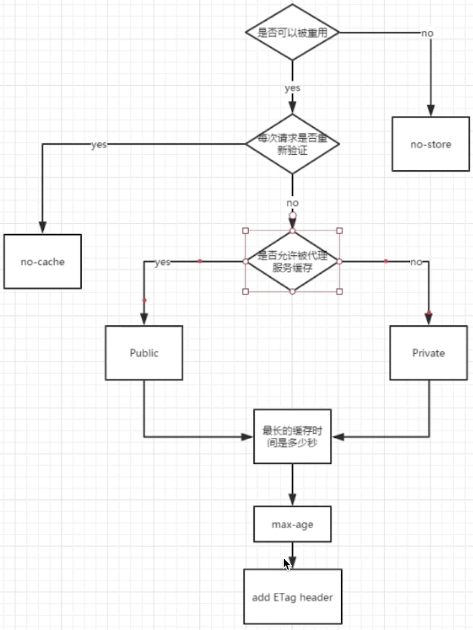 是否可以被重用
no
yes
no-store
每次请求是否重
新验证
yes
no
no-cache
是否允许被代理
服务缓存
yes
no
Public
Private
最长的缓存时
间是多少秒
max-age
add ETag header